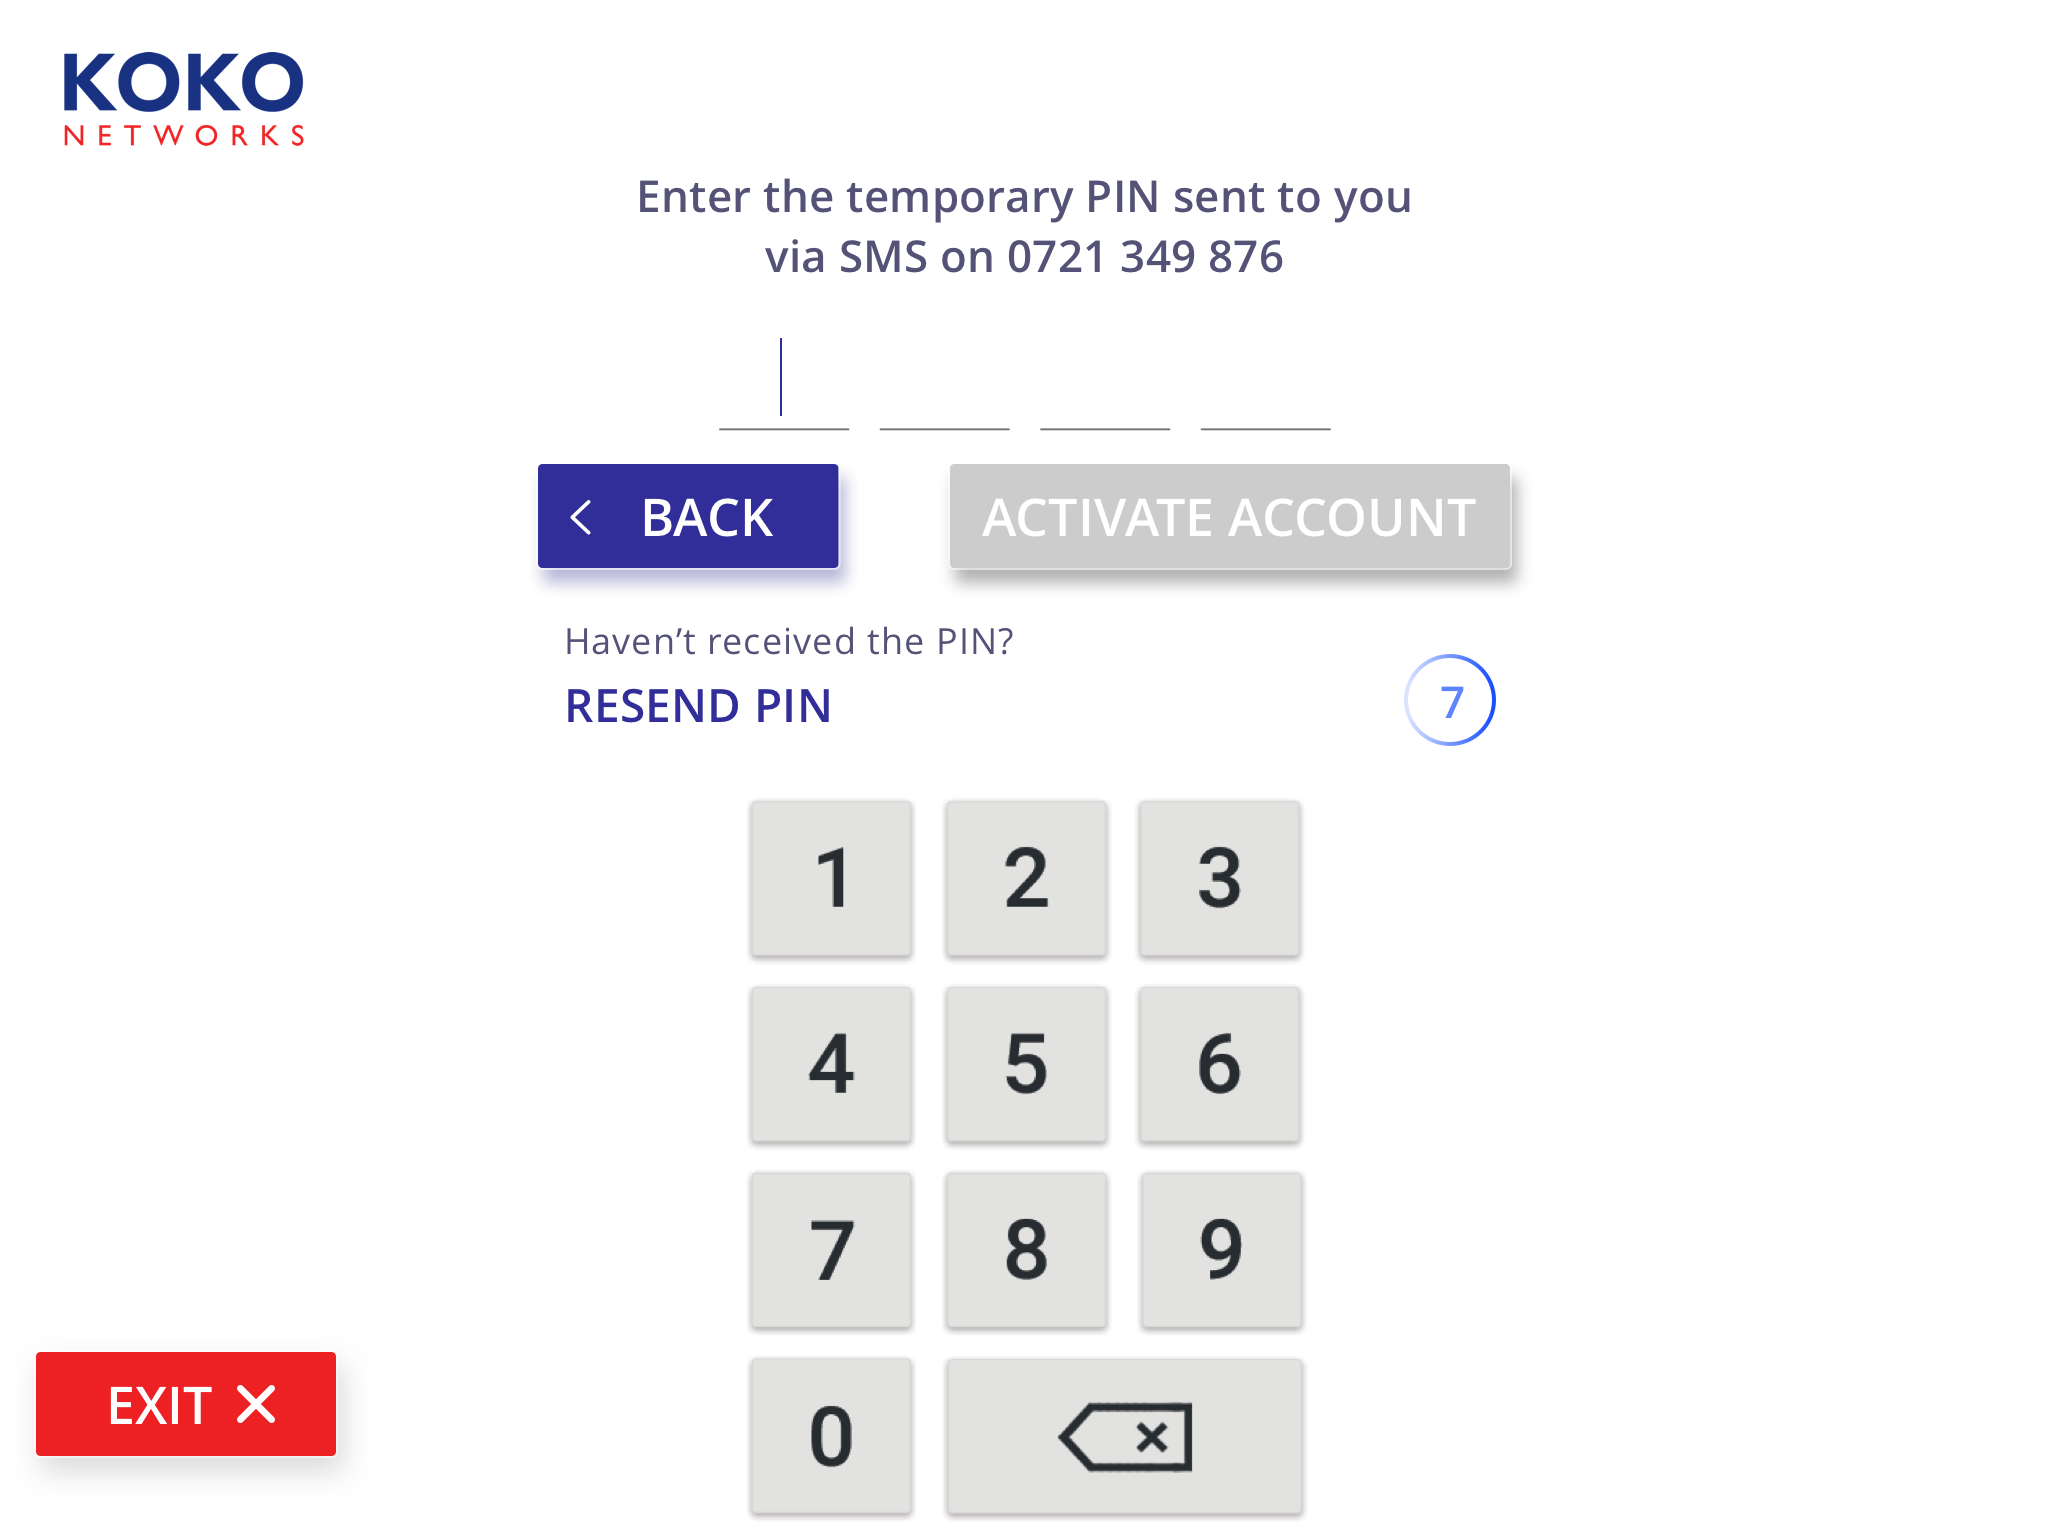 KOKO
NETWORKS
Enter the temporary PIN sent to you
via SMS on 0721 349 876
BACK
ACTIVATE ACCOUNT
Haven’t received the PIN?
RESEND PIN
7
1 2 3
4 5 6
7 8 9
0
EXIT